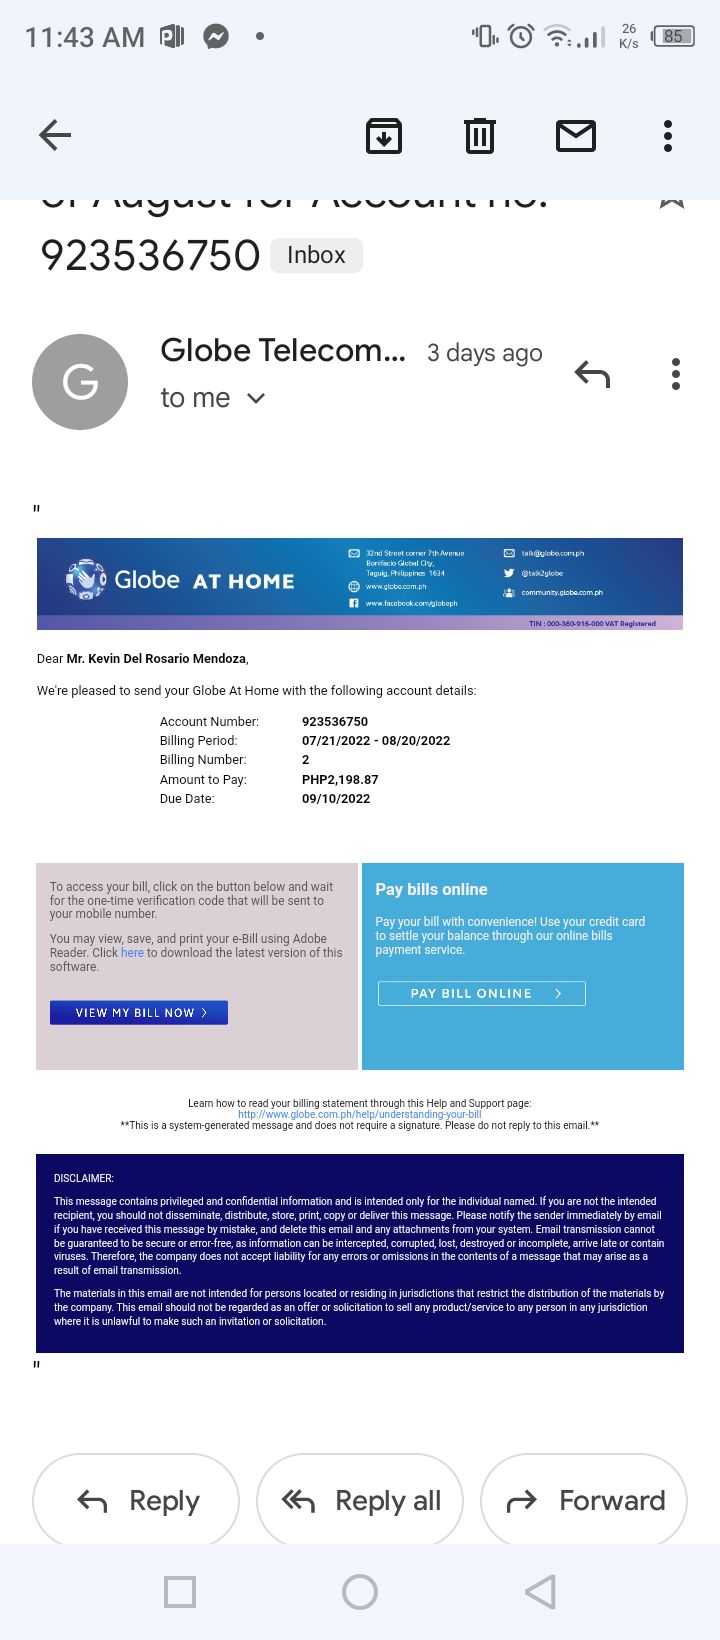 11:43 AM
26
K/s
85
of August for Account no.
923536750 Inbox
G
Globe Telecom... 3 days ago
to me
"
Globe AT HOME
32nd Street corner 7th Avenue
Bonifacio Global City,
Taguig, Philippines 1634
www.globe.com.ph
www.facebook.com/globeph
talk@globe.com.ph
@talk2globe
community.globe.com.ph
TIN : 000-360-916-000 VAT Registered
Dear Mr. Kevin Del Rosario Mendoza,
We're pleased to send your Globe At Home with the following account details:
Account Number: 923536750
Billing Period: 07/21/2022 - 08/20/2022
Billing Number: 2
Amount to Pay: PHP2,198.87
Due Date: 09/10/2022
To access your bill, click on the button below and wait
for the one-time verification code that will be sent to
your mobile number.
You may view, save, and print your e-Bill using Adobe
Reader. Click here to download the latest version of this
software.
VIEW MY BILL NOW >
Pay bills online
Pay your bill with convenience! Use your credit card
to settle your balance through our online bills
payment service.
PAY BILL ONLINE >
Learn how to read your billing statement through this Help and Support page:
http://www.globe.com.ph/help/understanding-your-bill
**This is a system-generated message and does not require a signature. Please do not reply to this email.**
DISCLAIMER:
This message contains privileged and confidential information and is intended only for the individual named. If you are not the intended
recipient, you should not disseminate, distribute, store, print, copy or deliver this message. Please notify the sender immediately by email
if you have received this message by mistake, and delete this email and any attachments from your system. Email transmission cannot
be guaranteed to be secure or error-free, as information can be intercepted, corrupted, lost, destroyed or incomplete, arrive late or contain
viruses. Therefore, the company does not accept liability for any errors or omissions in the contents of a message that may arise as a
result of email transmission.
The materials in this email are not intended for persons located or residing in jurisdictions that restrict the distribution of the materials by
the company. This email should not be regarded as an offer or solicitation to sell any product/service to any person in any jurisdiction
where it is unlawful to make such an invitation or solicitation.
"
Reply
Reply all
Forward